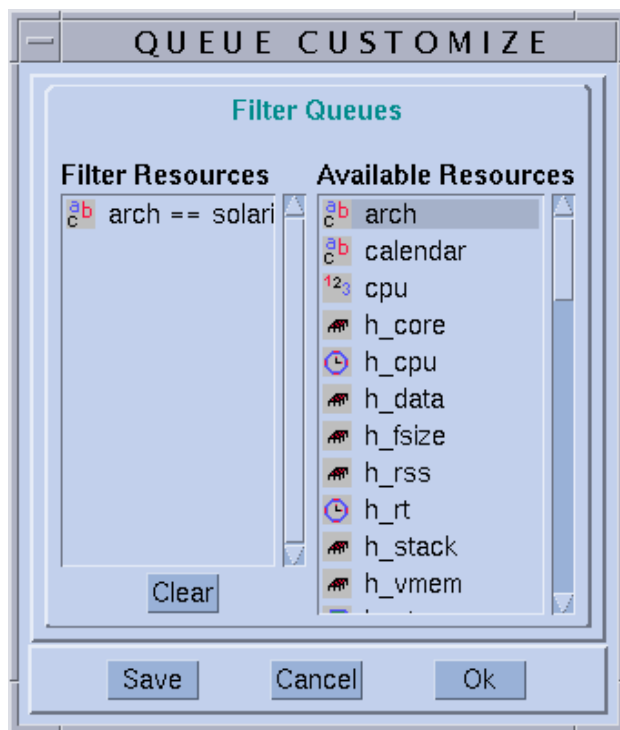 QUEUE CUSTOMIZE
Filter Queues
Filter Resources
arch == solari
Clear
Available Resources
arch
calendar
cpu
h_core
h_cpu
h_data
h_fsize
h_rss
h_rt
h_stack
h_vmem
Save Cancel Ok